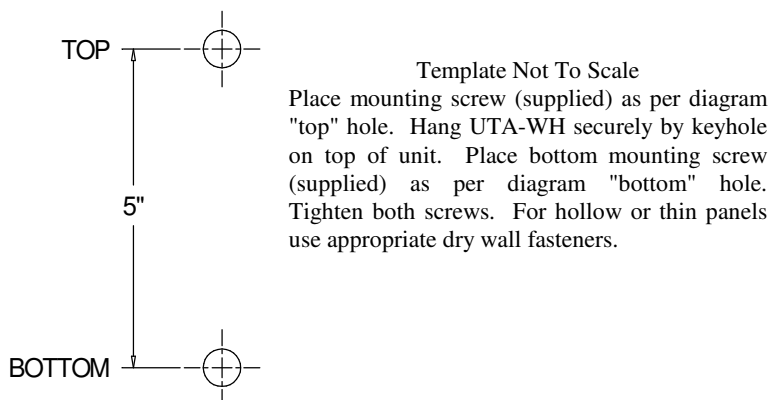 TOP
5"
BOTTOM
Template Not To Scale
Place mounting screw (supplied) as per diagram
"top" hole. Hang UTA-WH securely by keyhole
on top of unit. Place bottom mounting screw
(supplied) as per diagram "bottom" hole.
Tighten both screws. For hollow or thin panels
use appropriate dry wall fasteners.